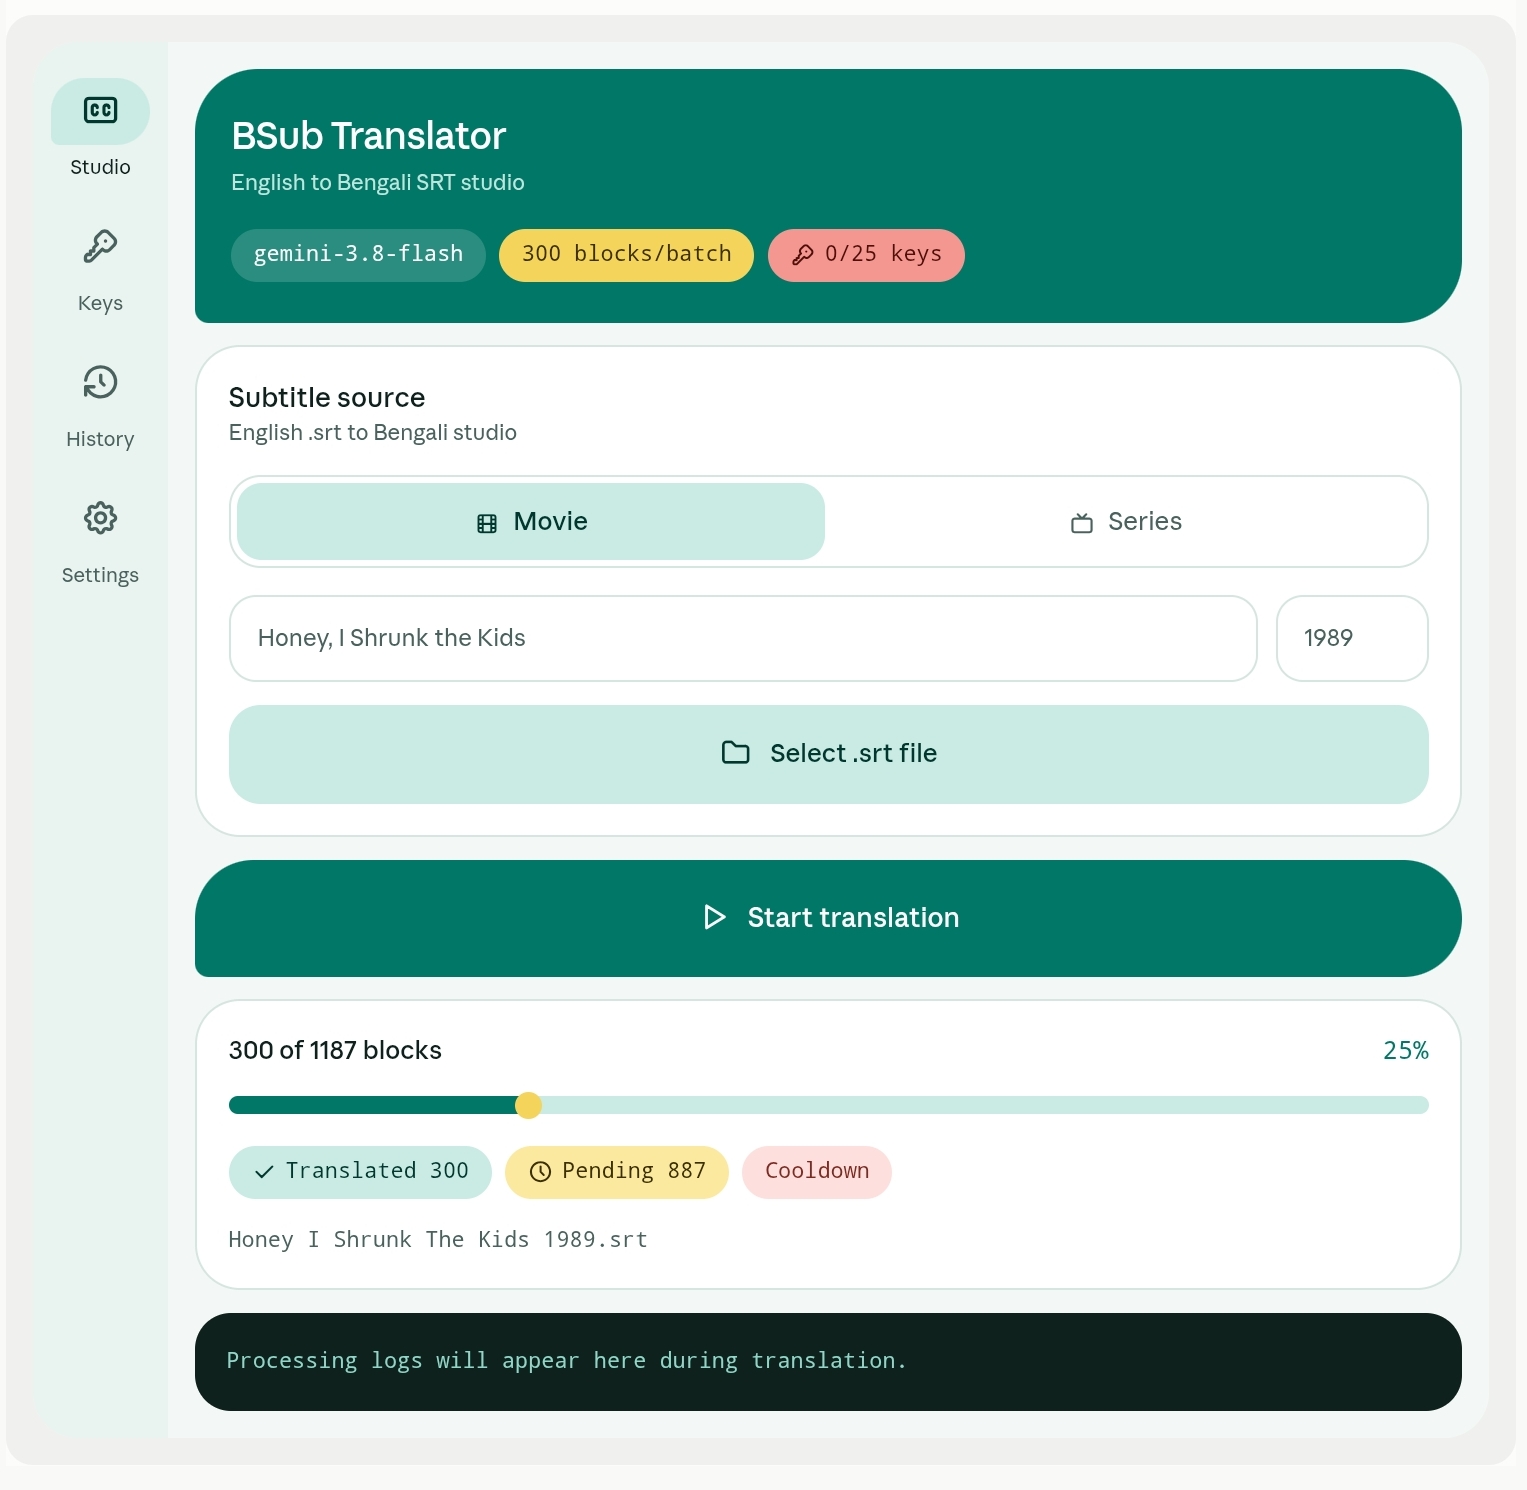 Studio
Keys
History
Settings
BSub Translator
English to Bengali SRT studio
gemini-3.8-flash
300 blocks/batch
0/25 keys
Subtitle source
English .srt to Bengali studio
Movie
Series
Honey, I Shrunk the Kids
1989
Select .srt file
Start translation
300 of 1187 blocks
25%
Translated 300
Pending 887
Cooldown
Honey I Shrunk The Kids 1989.srt
Processing logs will appear here during translation.